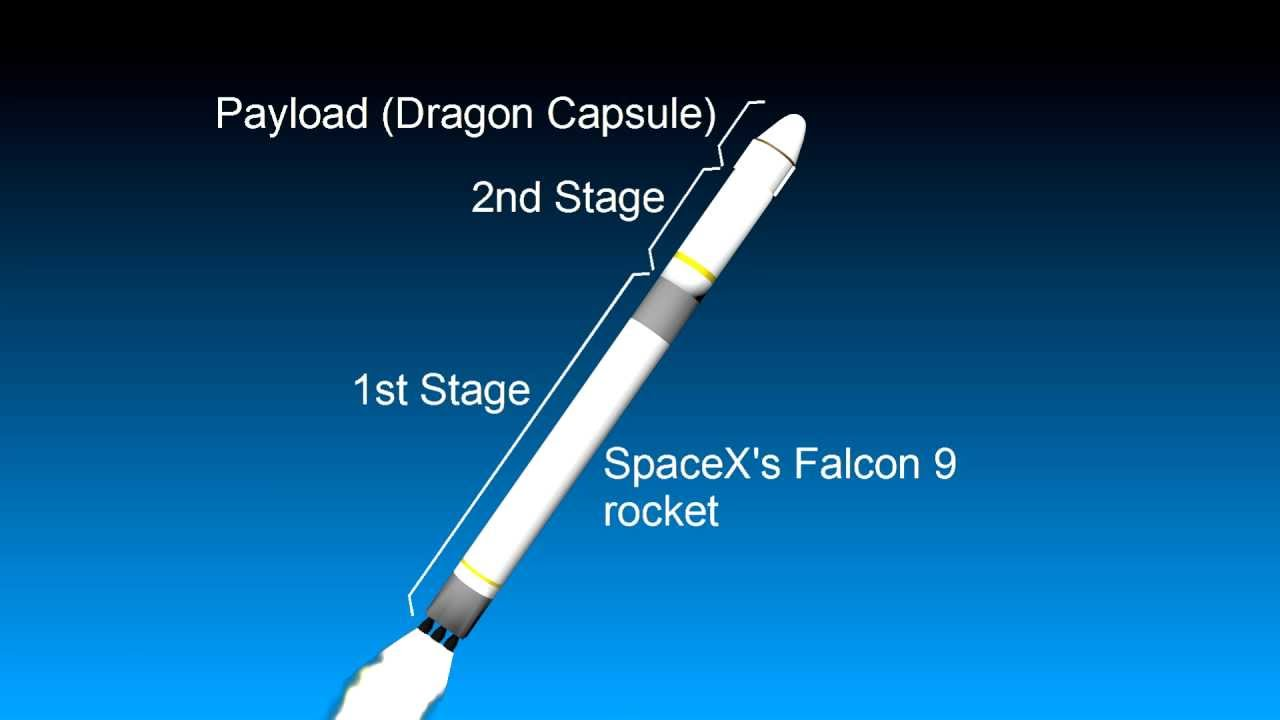 Payload (Dragon Capsule)
2nd Stage
1st Stage
SpaceX's Falcon 9
rocket